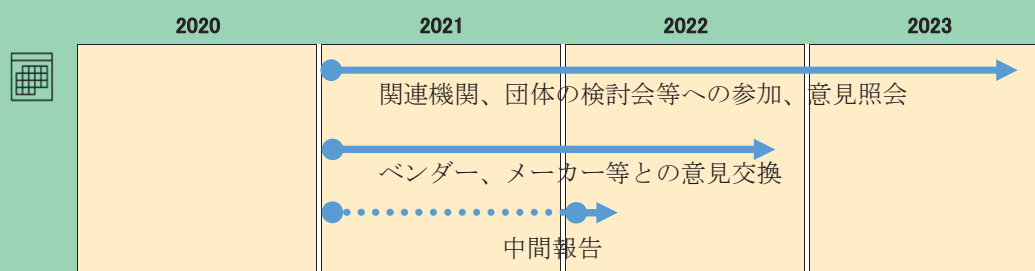 2020 2021 2022 2023
関連機関、団体の検討会等への参加、意見照会
ベンダー、メーカー等との意見交換
中間報告